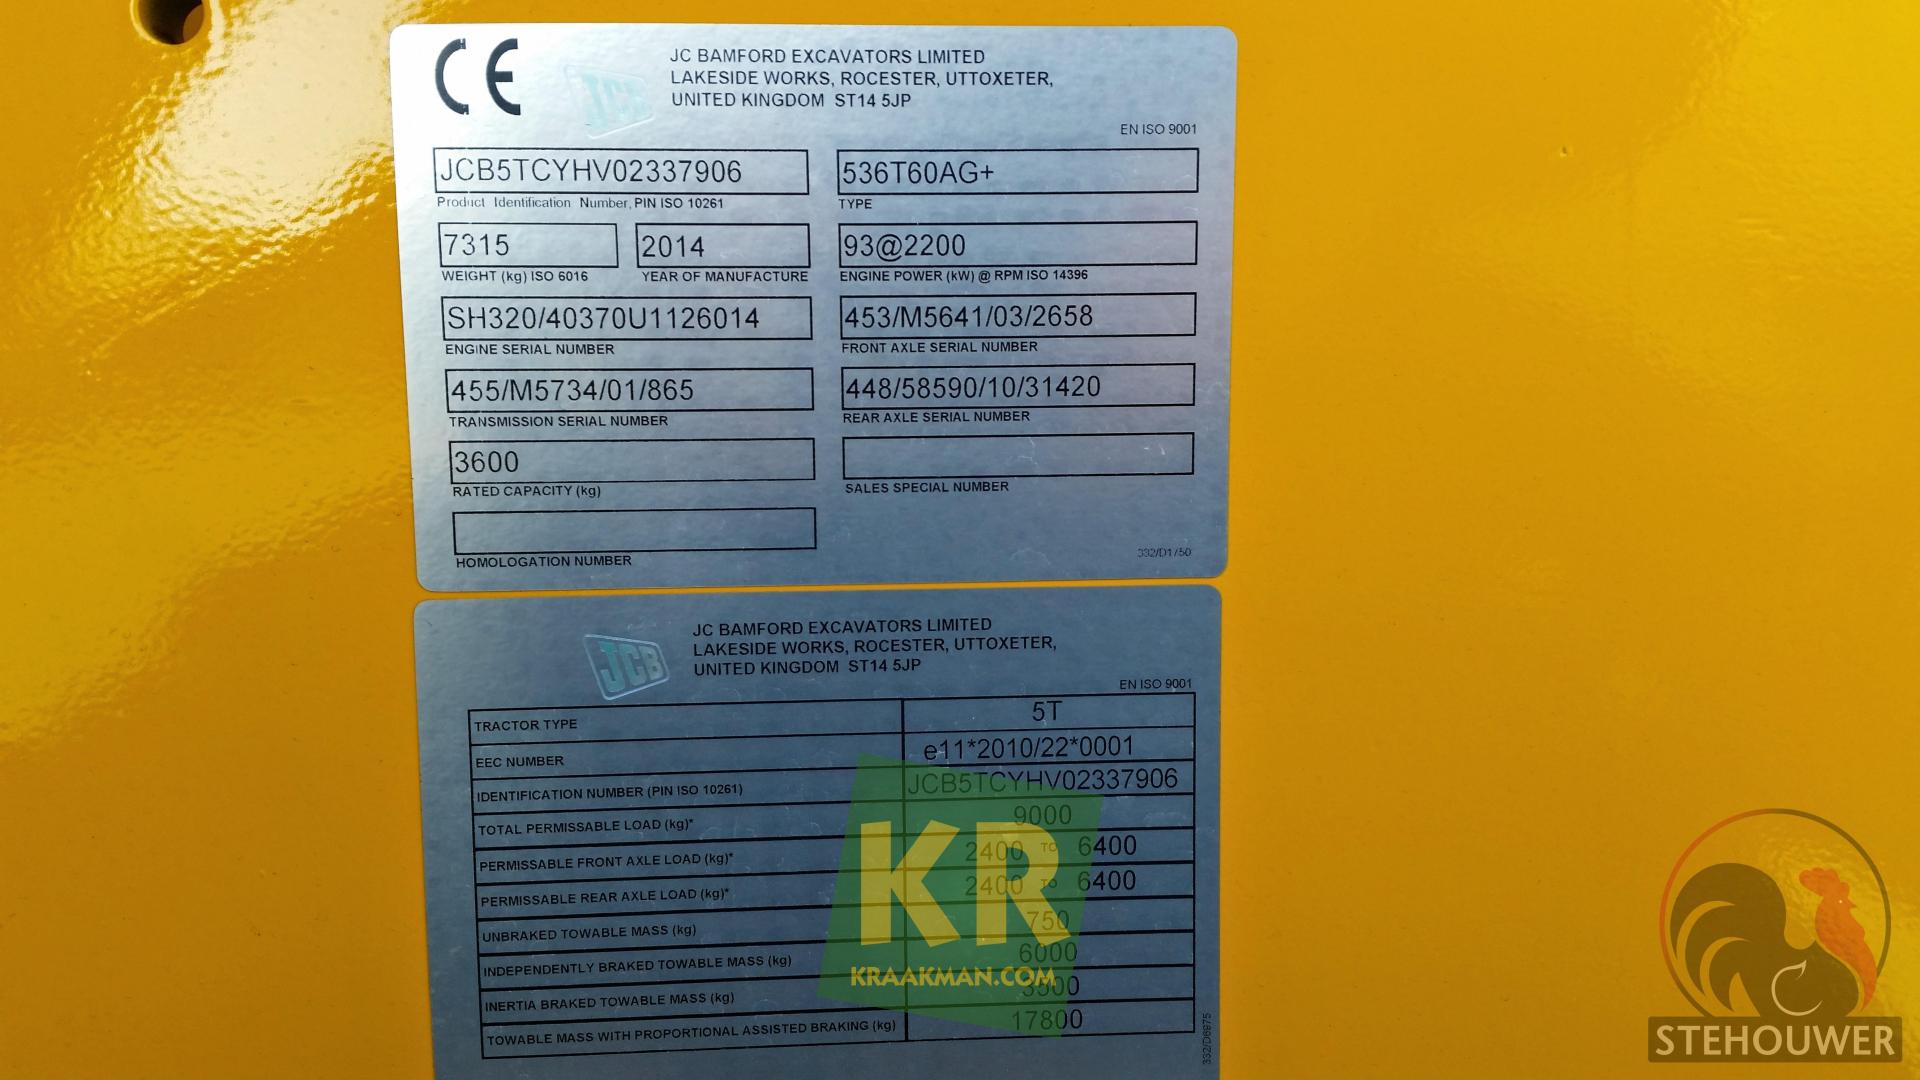 CE
JCB
JC BAMFORD EXCAVATORS LIMITED
LAKESIDE WORKS, ROCESTER, UTTOXETER,
UNITED KINGDOM ST14 5JP
EN ISO 9001
JCB5TCYHV02337906 536T60AG+
Product Identification Number, PIN ISO 10261 TYPE
7315 2014 93@2200
WEIGHT (kg) ISO 6016 YEAR OF MANUFACTURE ENGINE POWER (kW) @ RPM ISO 14396
SH320/40370U1126014 453/M5641/03/2658
ENGINE SERIAL NUMBER FRONT AXLE SERIAL NUMBER
455/M5734/01/865 448/58590/10/31420
TRANSMISSION SERIAL NUMBER REAR AXLE SERIAL NUMBER
3600
RATED CAPACITY (kg) SALES SPECIAL NUMBER
HOMOLOGATION NUMBER
332/D1750
JCB
JC BAMFORD EXCAVATORS LIMITED
LAKESIDE WORKS, ROCESTER, UTTOXETER,
UNITED KINGDOM ST14 5JP
EN ISO 9001
TRACTOR TYPE 5T
EEC NUMBER e11*2010/22*0001
IDENTIFICATION NUMBER (PIN ISO 10261) JCB5TCYHV02337906
TOTAL PERMISSABLE LOAD (kg)* 9000
PERMISSABLE FRONT AXLE LOAD (kg)* 2400 TO 6400
PERMISSABLE REAR AXLE LOAD (kg)* 2400 TO 6400
UNBRAKED TOWABLE MASS (kg) 750
INDEPENDENTLY BRAKED TOWABLE MASS (kg) 6000
INERTIA BRAKED TOWABLE MASS (kg) 3500
TOWABLE MASS WITH PROPORTIONAL ASSISTED BRAKING (kg) 17800
332/D6975
KR
KRAAKMAN.COM
STEHOUWER